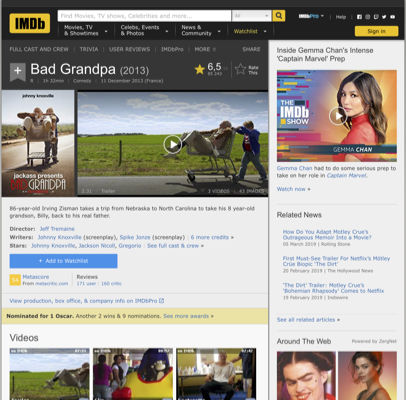 IMDb
Find Movies, TV shows, Celebrities and more...
All
IMDbPro
Help
Movies, TV & Showtimes
Celebs, Events & Photos
News & Community
Watchlist
Sign in
FULL CAST AND CREW | TRIVIA | USER REVIEWS | IMDbPro | MORE
SHARE
Bad Grandpa (2013)
1h 32min | Comedy | 11 December 2013 (France)
6,5
Rate This
johnny knoxville
jackass presents
BAD GRANDPA
Trailer
3 VIDEOS
86-year-old Irving Zisman takes a trip from Nebraska to North Carolina to take his 8 year-old grandson, Billy, back to his real father.
Director: Jeff Tremaine
Writers: Johnny Knoxville (screenplay), Spike Jonze (screenplay) | 6 more credits »
Stars: Johnny Knoxville, Jackson Nicoll, Gregorio | See full cast & crew »
+ Add to Watchlist
Metascore
From metacritic.com
Reviews
171 user | 160 critic
View production, box office, & company info on IMDbPro
Nominated for 1 Oscar. Another 2 wins & 9 nominations. See more awards »
Videos
Inside Gemma Chan's Intense 'Captain Marvel' Prep
THE IMDb SHOW
GEMMA CHAN
Gemma Chan had to do some serious prep to take on her role in Captain Marvel.
Watch now »
Related News
How Do You Adapt Motley Crue's Outrageous Memoir Into a Movie?
05 March 2019 | Rolling Stone
First Must-See Trailer For Netflix's Mötley Crüe Biopic 'The Dirt'
20 February 2019 | The Hollywood News
'The Dirt' Trailer: Motley Crue's 'Bohemian Rhapsody' Comes to Netflix
19 February 2019 | Indiewire
See all related articles »
Around The Web
Powered by ZergNet